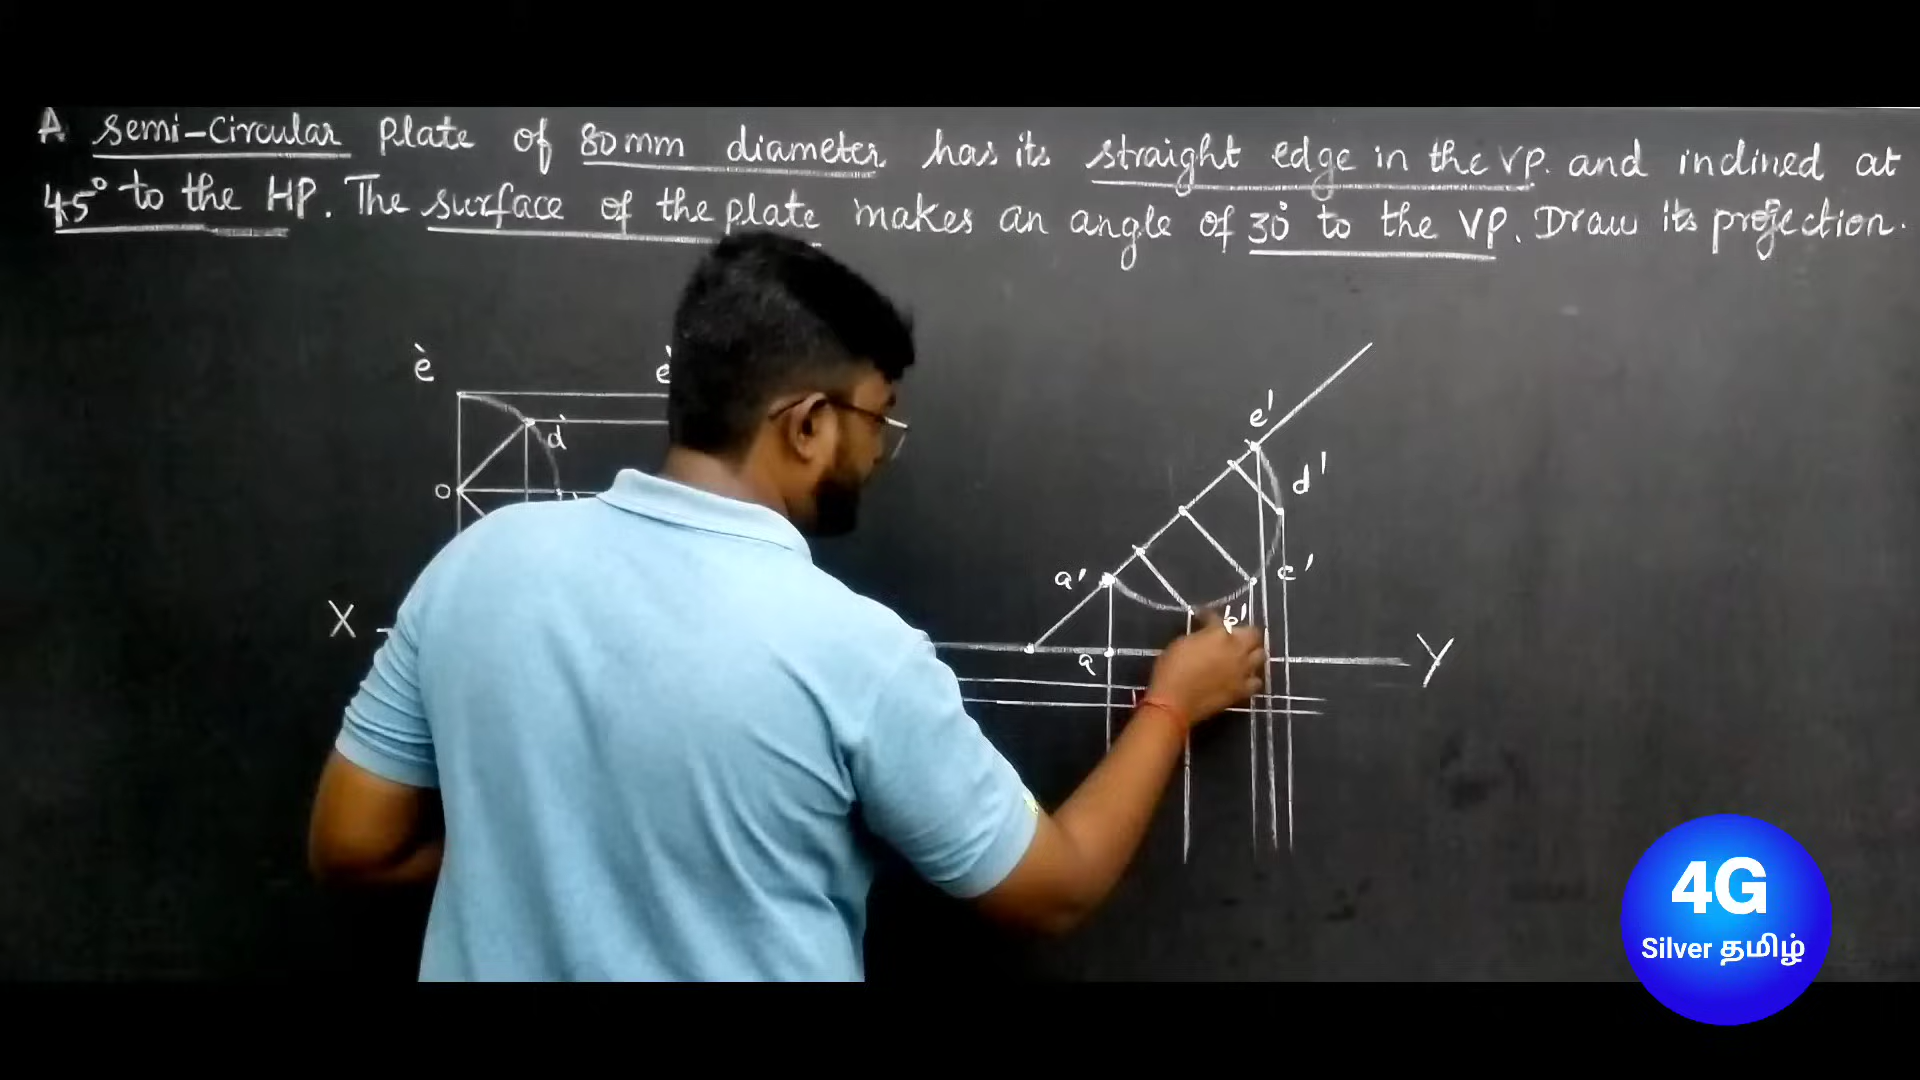 A semi-Circular Plate of 80mm diameter has its straight edge in the VP. and inclined at
45° to the HP. The surface of the plate makes an angle of 30° to the VP. Draw its projection.
e' e'
d'
o
X
e'
d'
a' c'
b'
a
Y
4G
Silver தமிழ்